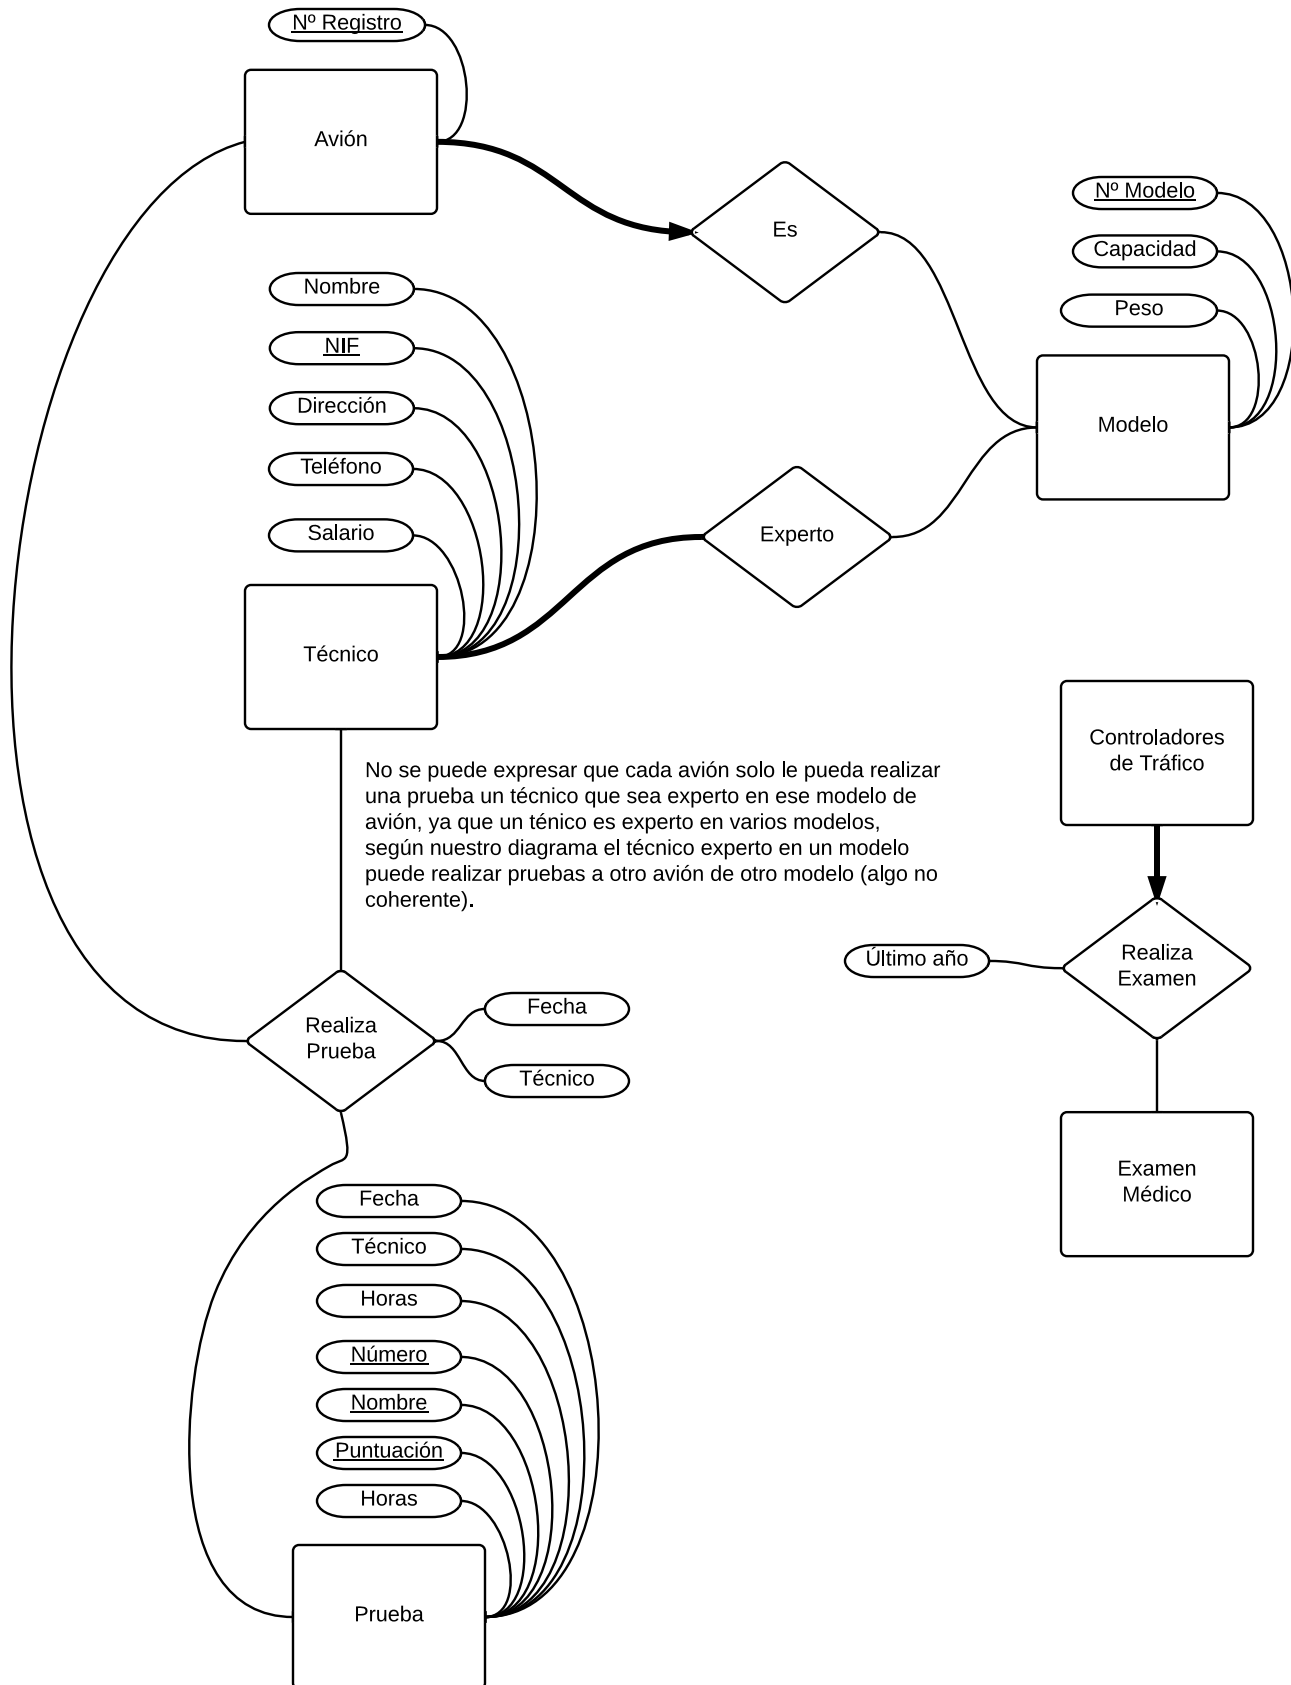 Nº Registro
Avión
Es
Nº Modelo
Capacidad
Peso
Modelo
Nombre
NIF
Dirección
Teléfono
Salario
Técnico
Experto
No se puede expresar que cada avión solo le pueda realizar
una prueba un técnico que sea experto en ese modelo de
avión, ya que un ténico es experto en varios modelos,
según nuestro diagrama el técnico experto en un modelo
puede realizar pruebas a otro avión de otro modelo (algo no
coherente).
Controladores
de Tráfico
Último año
Realiza
Examen
Examen
Médico
Realiza
Prueba
Fecha
Técnico
Fecha
Técnico
Horas
Número
Nombre
Puntuación
Horas
Prueba